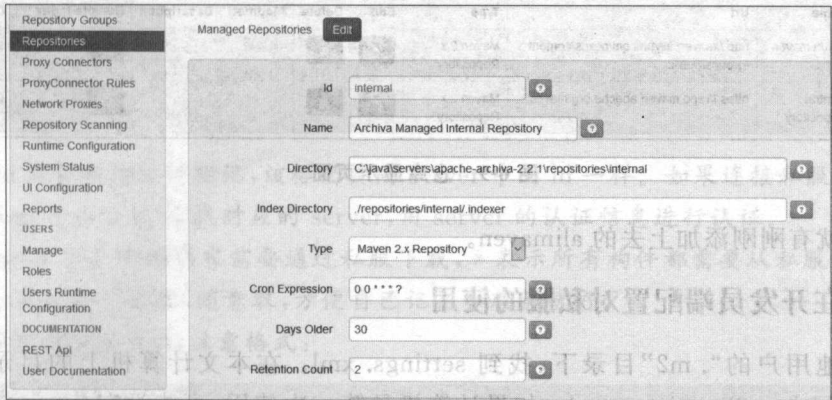 Repository Groups
Repositories
Proxy Connectors
ProxyConnector Rules
Network Proxies
Repository Scanning
Runtime Configuration
System Status
UI Configuration
Reports
USERS
Manage
Roles
Users Runtime
Configuration
DOCUMENTATION
REST Api
User Documentation
Managed Repositories Edit
Id internal
Name Archiva Managed Internal Repository
Directory C:\java\servers\apache-archiva-2.2.1\repositories\internal
Index Directory ./repositories/internal/.indexer
Type Maven 2.x Repository
Cron Expression 0 0 * * * ?
Days Older 30
Retention Count 2